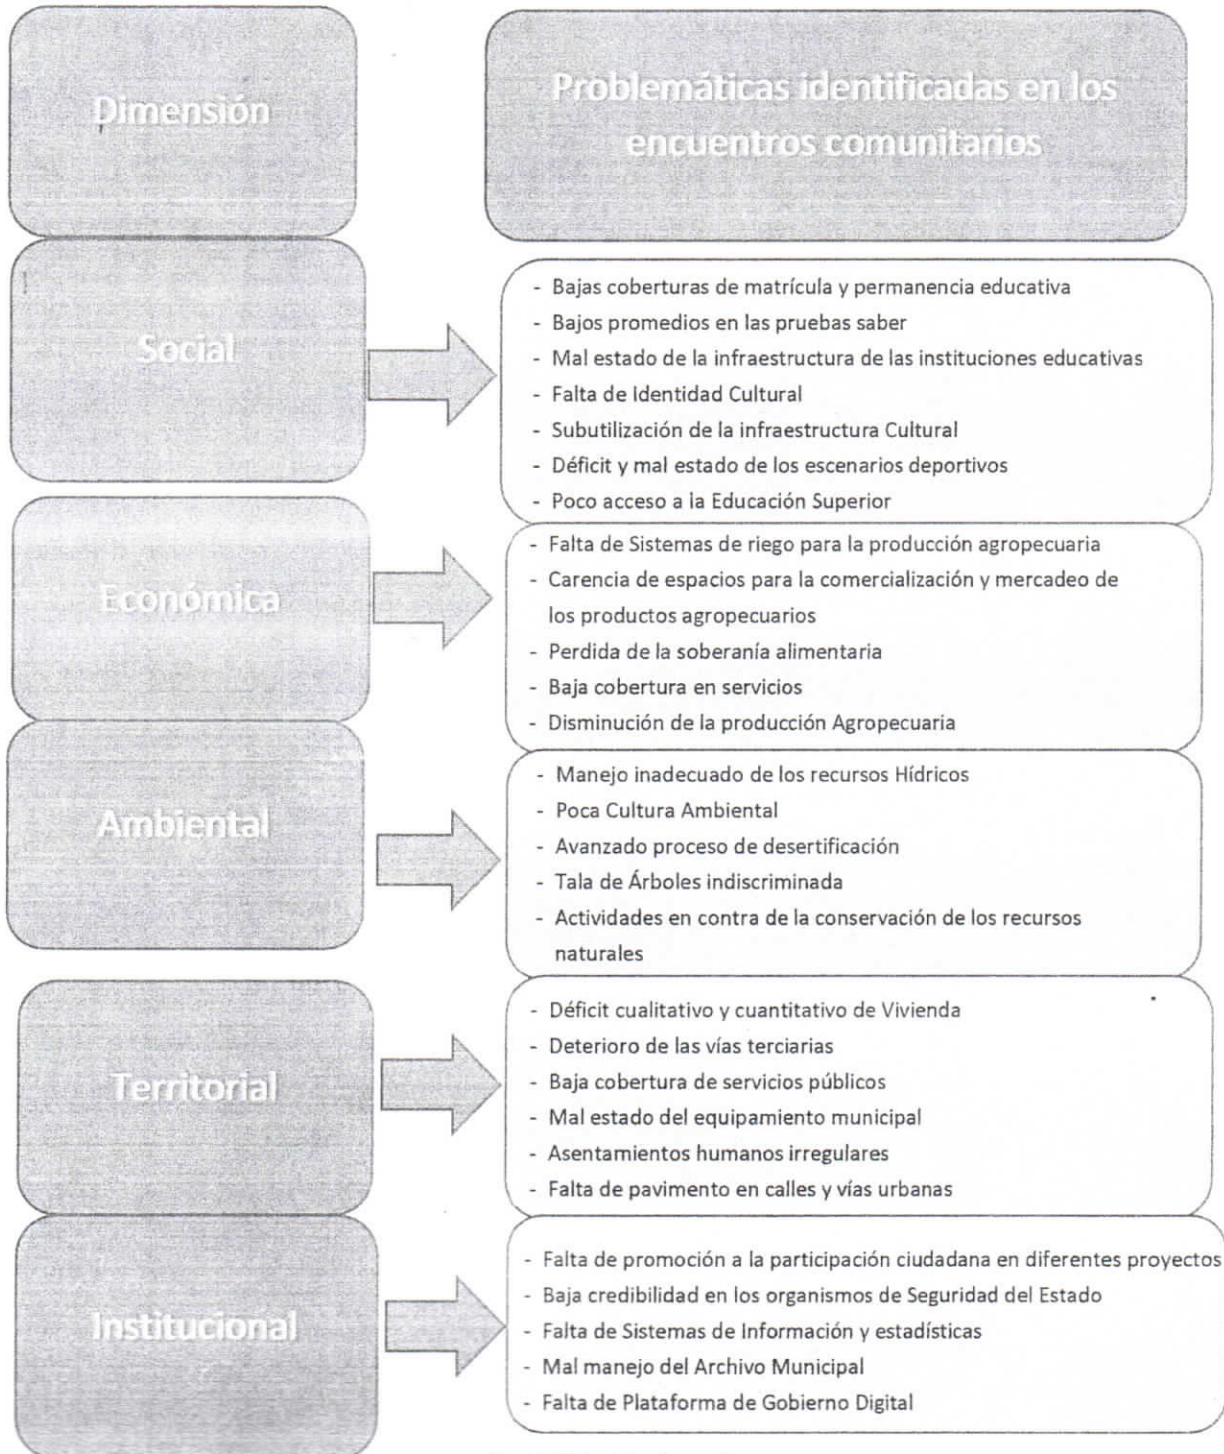 Dimensión
Problemáticas identificadas en los
encuentros comunitarios
Social
- Bajas coberturas de matrícula y permanencia educativa
- Bajos promedios en las pruebas saber
- Mal estado de la infraestructura de las instituciones educativas
- Falta de Identidad Cultural
- Subutilización de la infraestructura Cultural
- Déficit y mal estado de los escenarios deportivos
- Poco acceso a la Educación Superior
Económica
- Falta de Sistemas de riego para la producción agropecuaria
- Carencia de espacios para la comercialización y mercadeo de
los productos agropecuarios
- Perdida de la soberanía alimentaria
- Baja cobertura en servicios
- Disminución de la producción Agropecuaria
Ambiental
- Manejo inadecuado de los recursos Hídricos
- Poca Cultura Ambiental
- Avanzado proceso de desertificación
- Tala de Árboles indiscriminada
- Actividades en contra de la conservación de los recursos
naturales
Territorial
- Déficit cualitativo y cuantitativo de Vivienda
- Deterioro de las vías terciarias
- Baja cobertura de servicios públicos
- Mal estado del equipamiento municipal
- Asentamientos humanos irregulares
- Falta de pavimento en calles y vías urbanas
Institucional
- Falta de promoción a la participación ciudadana en diferentes proyectos
- Baja credibilidad en los organismos de Seguridad del Estado
- Falta de Sistemas de Información y estadísticas
- Mal manejo del Archivo Municipal
- Falta de Plataforma de Gobierno Digital